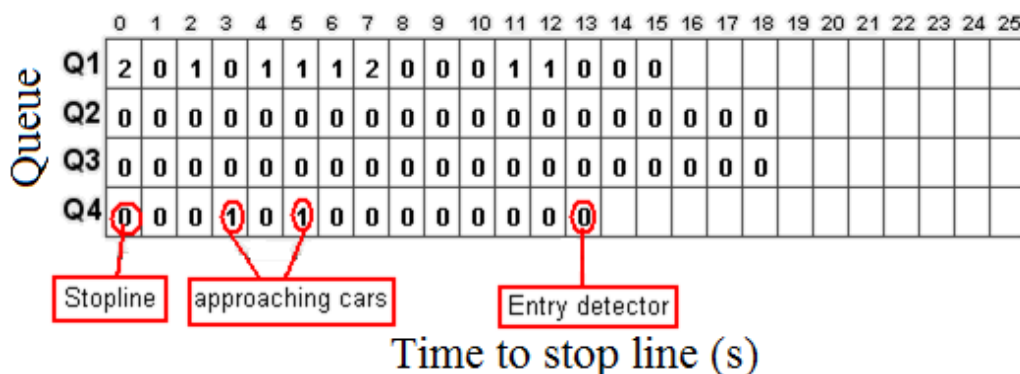 0 1 2 3 4 5 6 7 8 9 10 11 12 13 14 15 16 17 18 19 20 21 22 23 24 25
Q1 2 0 1 0 1 1 1 2 0 0 0 1 1 0 0 0
Q2 0 0 0 0 0 0 0 0 0 0 0 0 0 0 0 0 0 0 0
Q3 0 0 0 0 0 0 0 0 0 0 0 0 0 0 0 0 0 0 0
Q4 0 0 0 1 0 1 0 0 0 0 0 0 0 0
Queue
Stopline
approaching cars
Entry detector
Time to stop line (s)